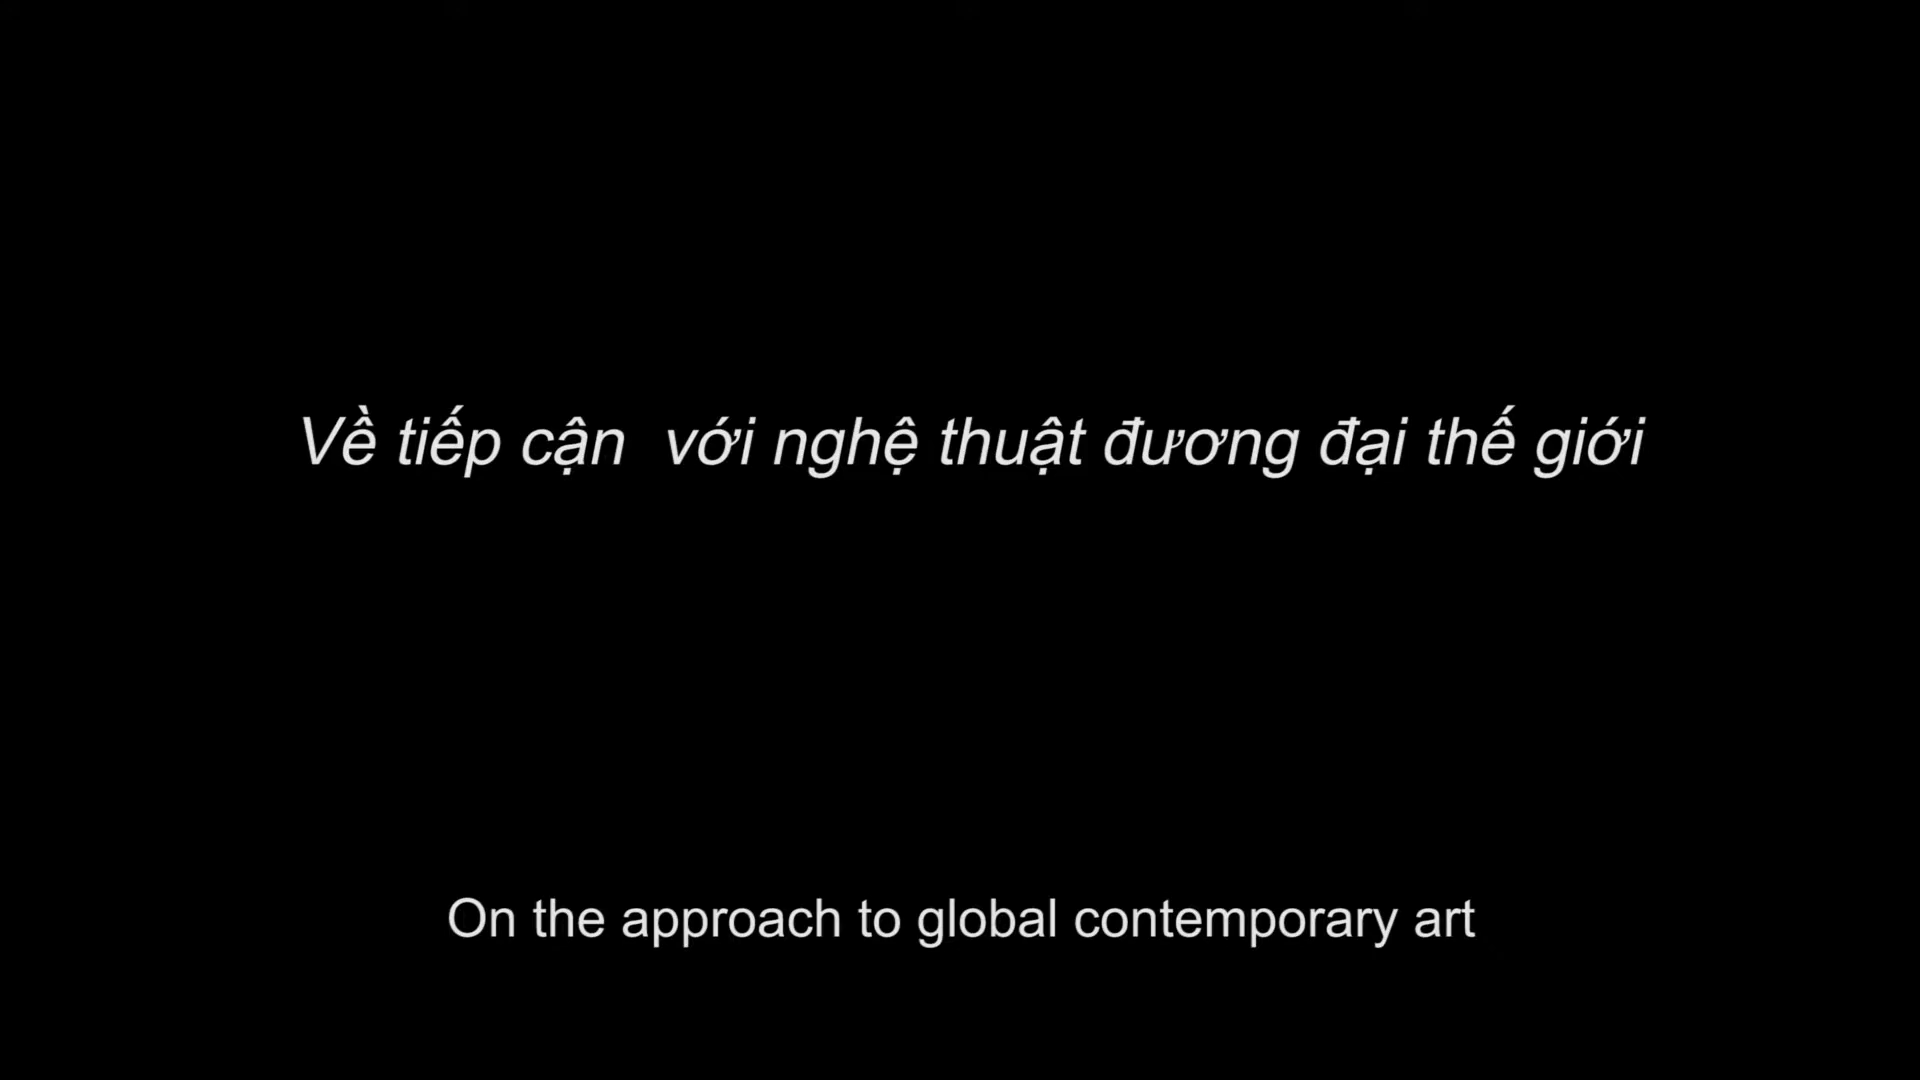 Về tiếp cận  với nghệ thuật đương đại thế giới
On the approach to global contemporary art